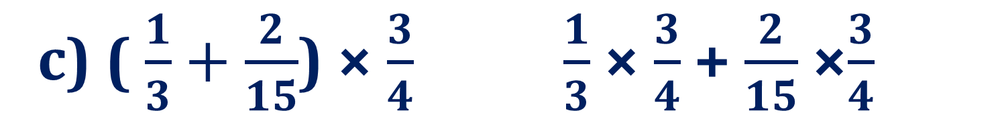 c) ( 1/3 + 2/15 ) × 3/4 1/3 × 3/4 + 2/15 × 3/4